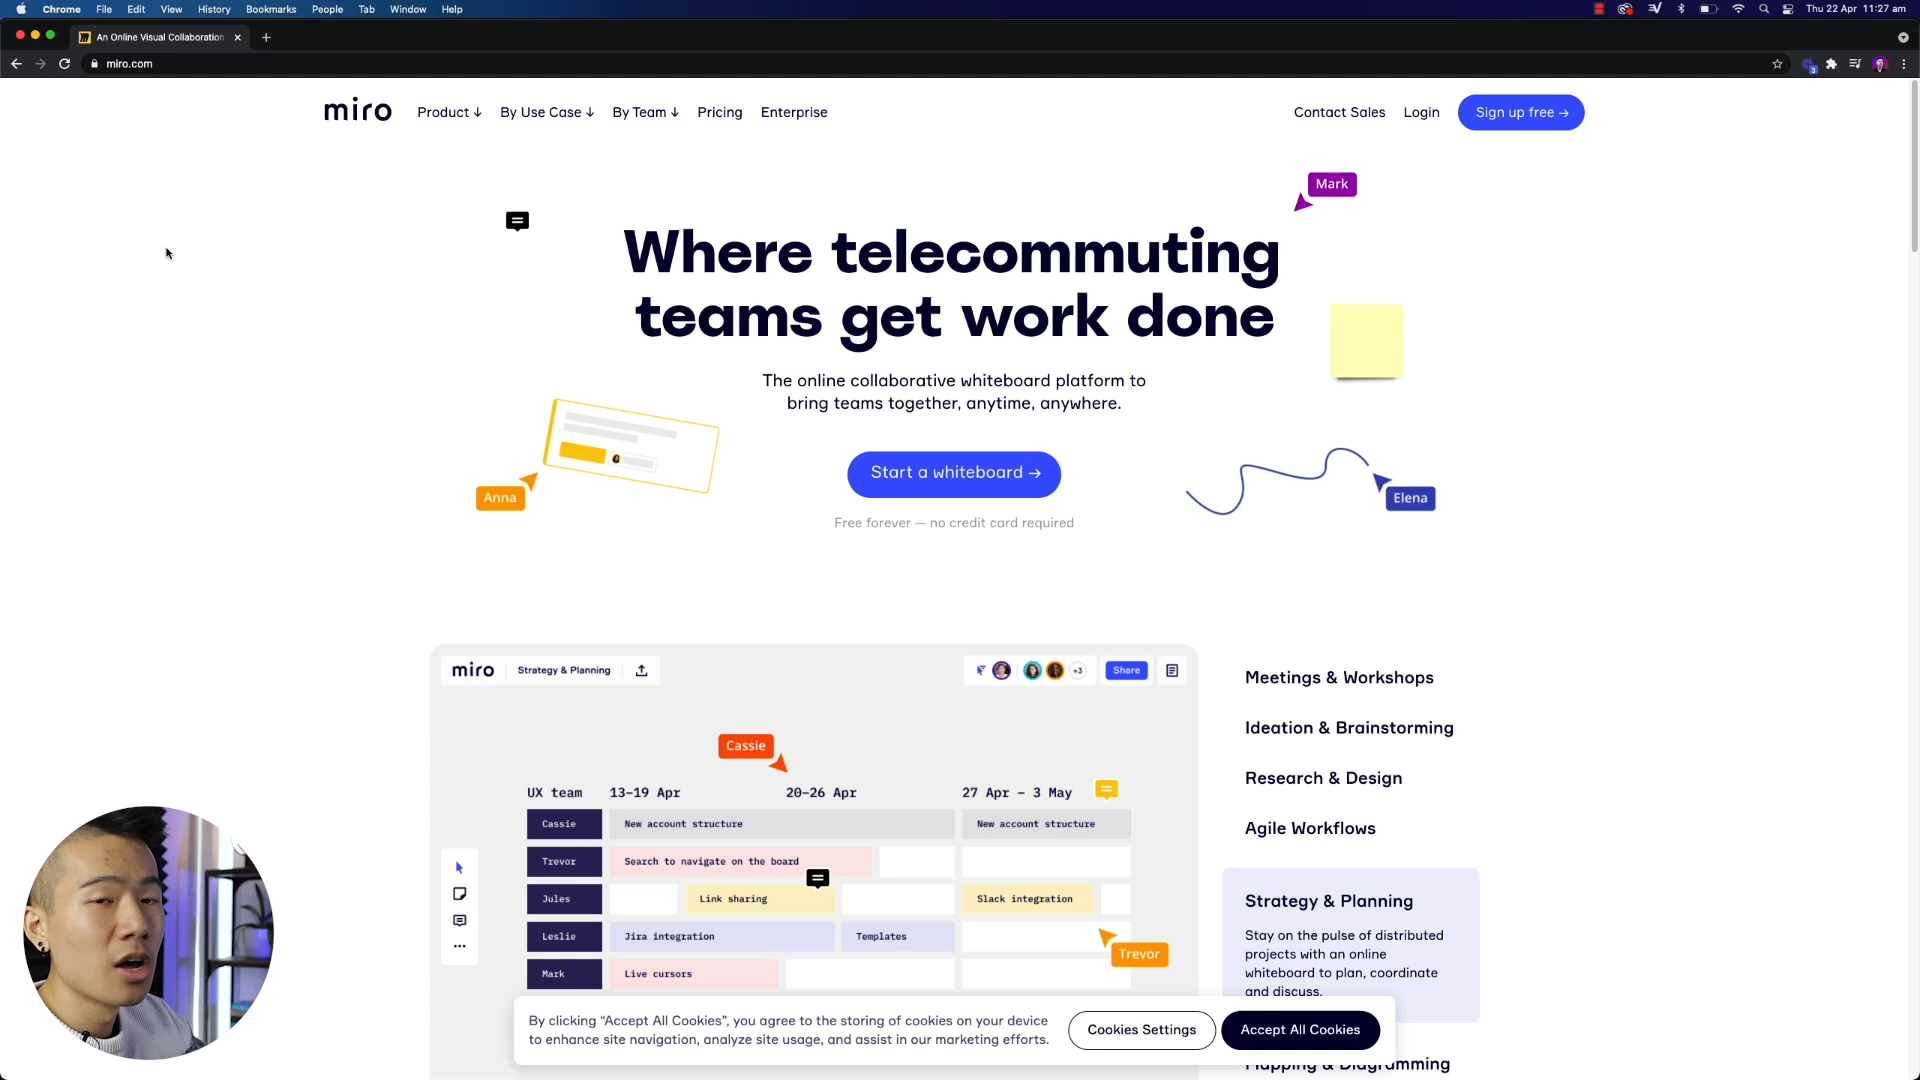 Chrome File Edit View History Bookmarks People Tab Window Help
Thu 22 Apr 11:27 am
An Online Visual Collaboration
miro.com
3
miro
Product ↓ By Use Case ↓ By Team ↓ Pricing Enterprise
Contact Sales Login Sign up free →
Mark
Where telecommuting
teams get work done
The online collaborative whiteboard platform to
bring teams together, anytime, anywhere.
Start a whiteboard →
Anna
Elena
Free forever — no credit card required
miro Strategy & Planning
+3 Share
Cassie
UX team 13–19 Apr 20–26 Apr 27 Apr – 3 May
Cassie New account structure New account structure
Trevor Search to navigate on the board
Jules Link sharing Slack integration
Leslie Jira integration Templates
Trevor
Mark Live cursors
Meetings & Workshops
Ideation & Brainstorming
Research & Design
Agile Workflows
Strategy & Planning
Stay on the pulse of distributed
projects with an online
whiteboard to plan, coordinate
and discuss.
By clicking “Accept All Cookies”, you agree to the storing of cookies on your device
to enhance site navigation, analyze site usage, and assist in our marketing efforts.
Cookies Settings Accept All Cookies
Mapping & Diagramming